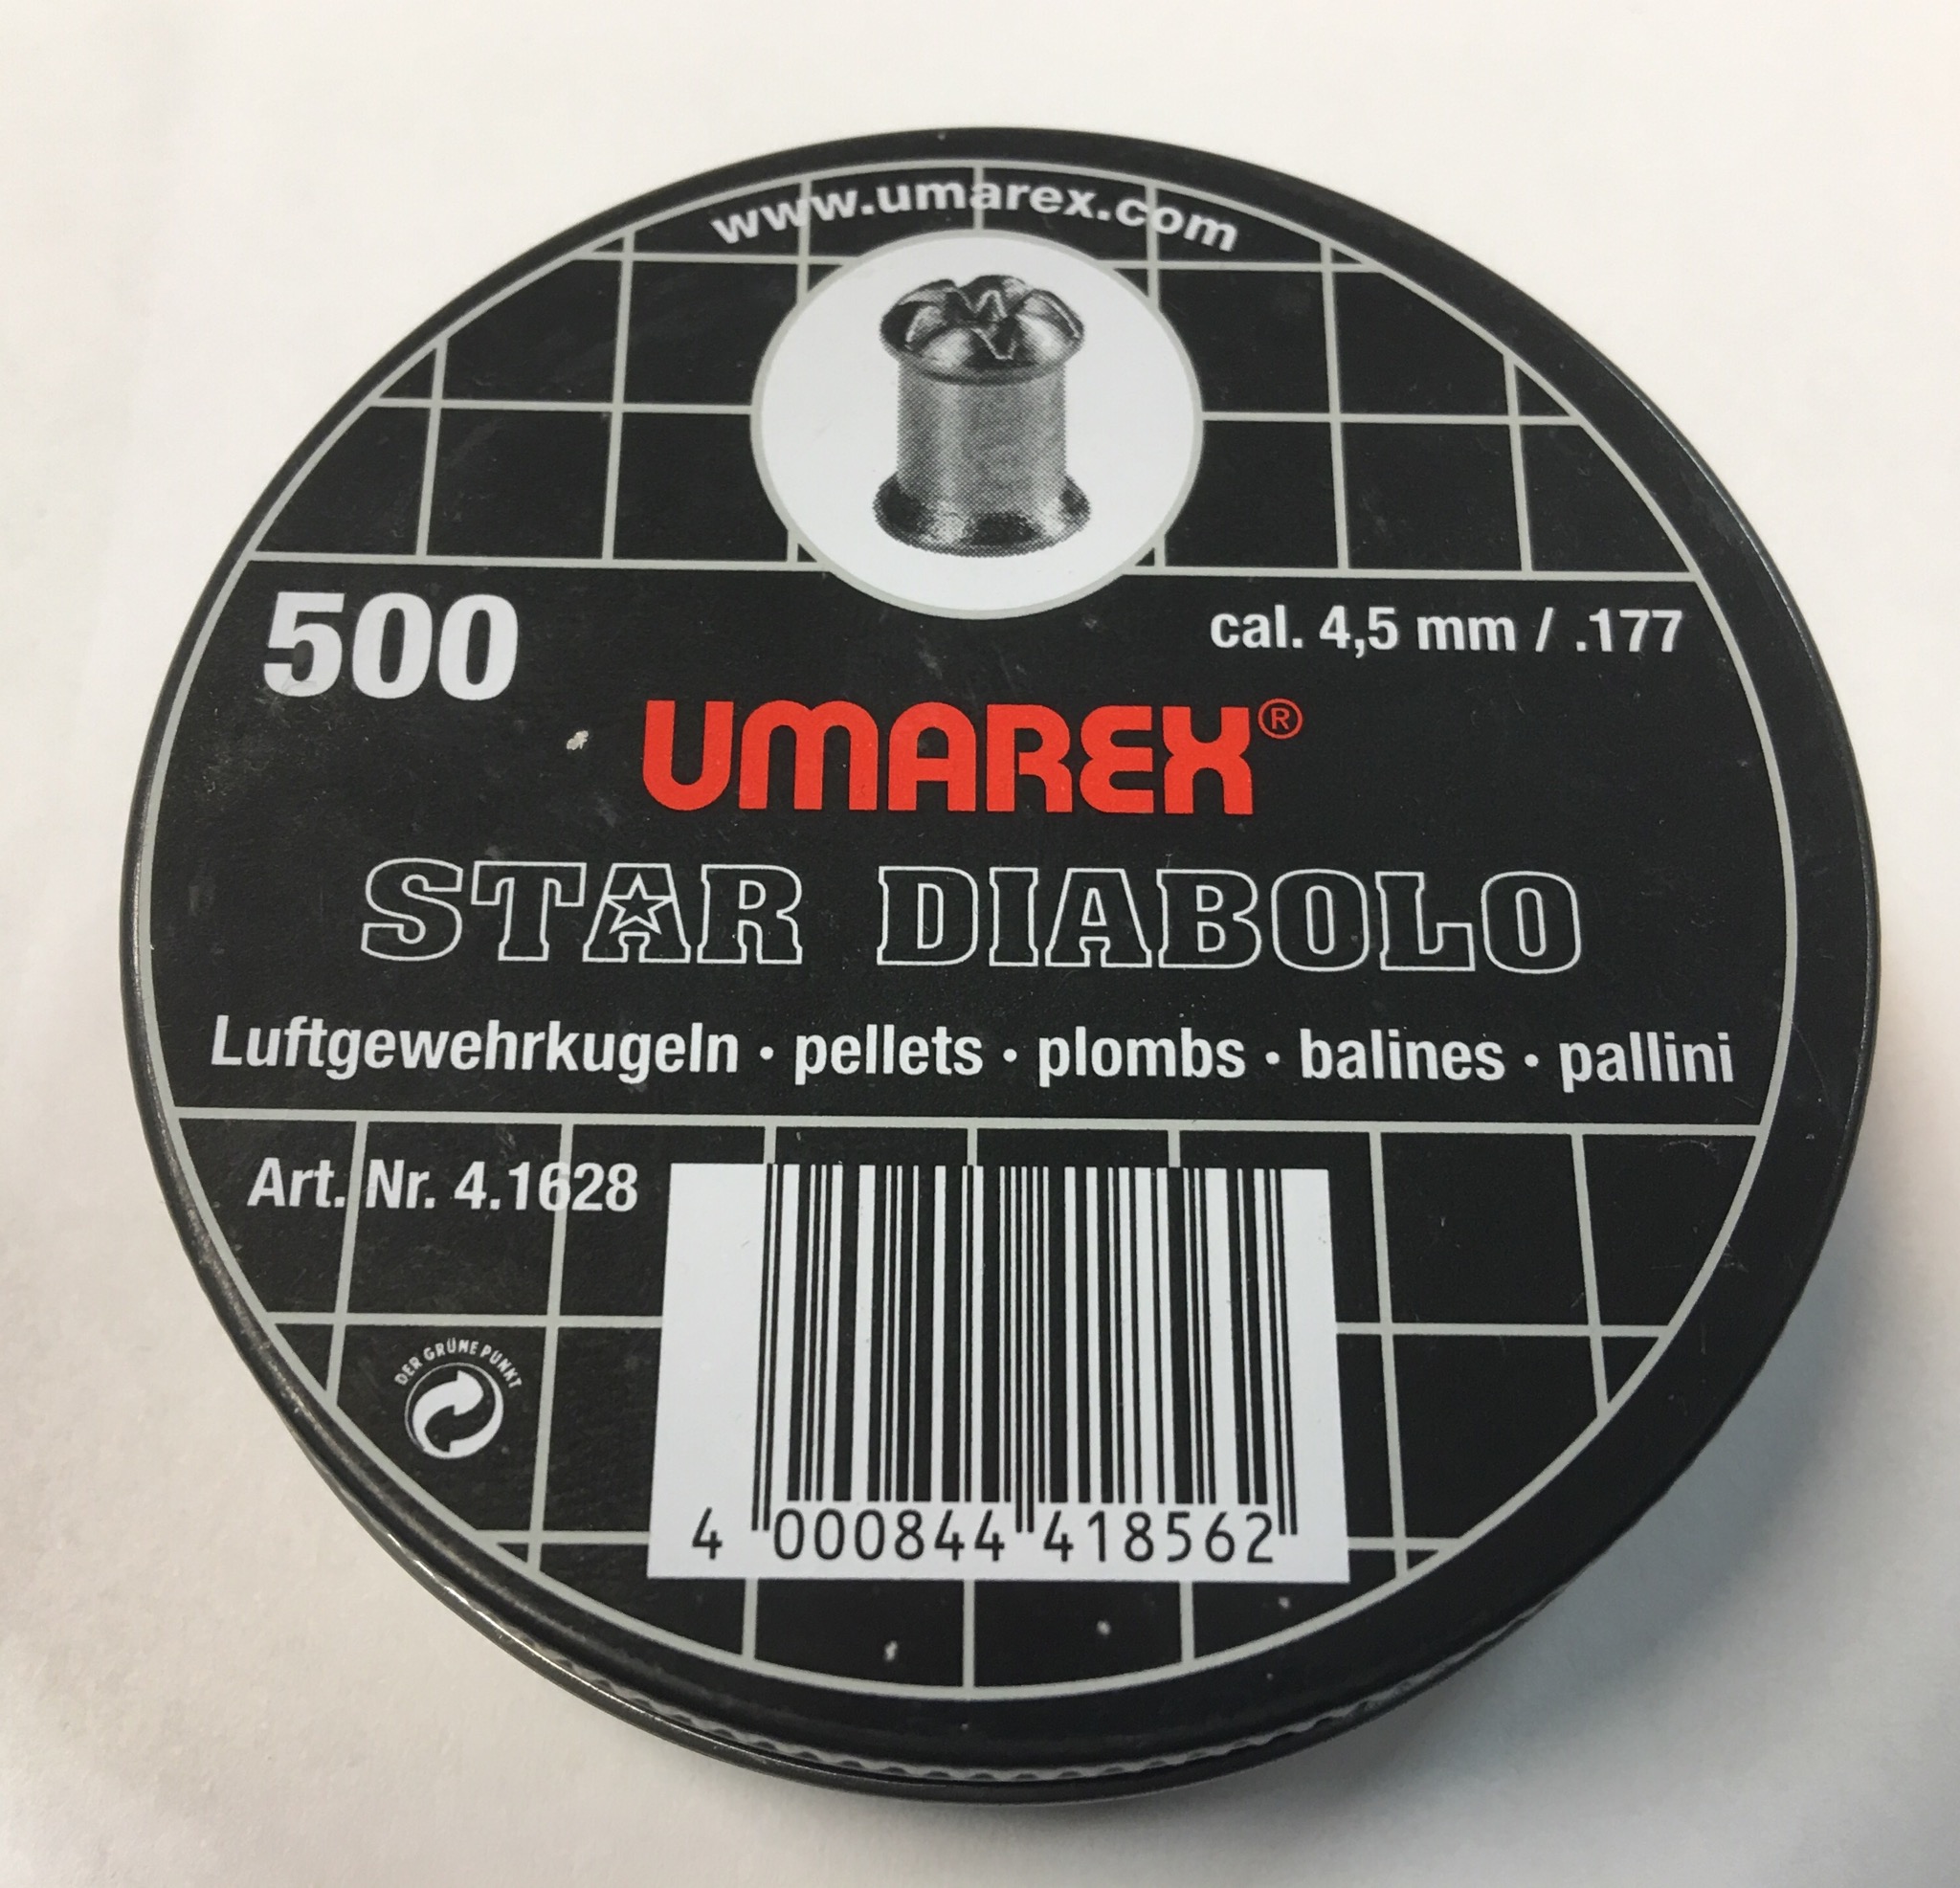 www.umarex.com
500
cal. 4,5 mm / .177
UMAREX®
STAR DIABOLO
Luftgewehrkugeln • pellets • plombs • balines • pallini
Art. Nr. 4.1628
DER GRÜNE PUNKT
4 000844 418562